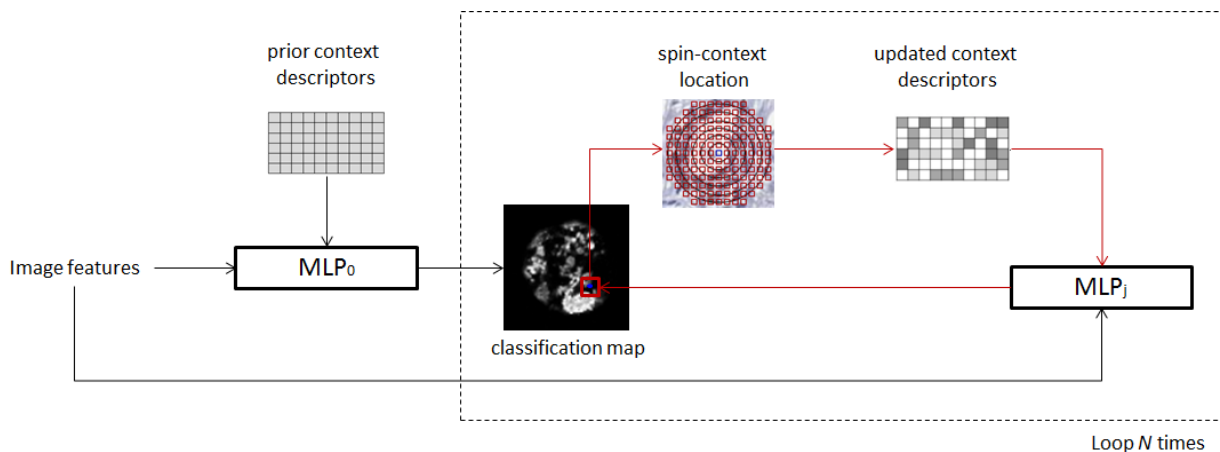 prior context
descriptors
spin-context
location
updated context
descriptors
Image features
MLP₀
MLPⱼ
classification map
Loop N times